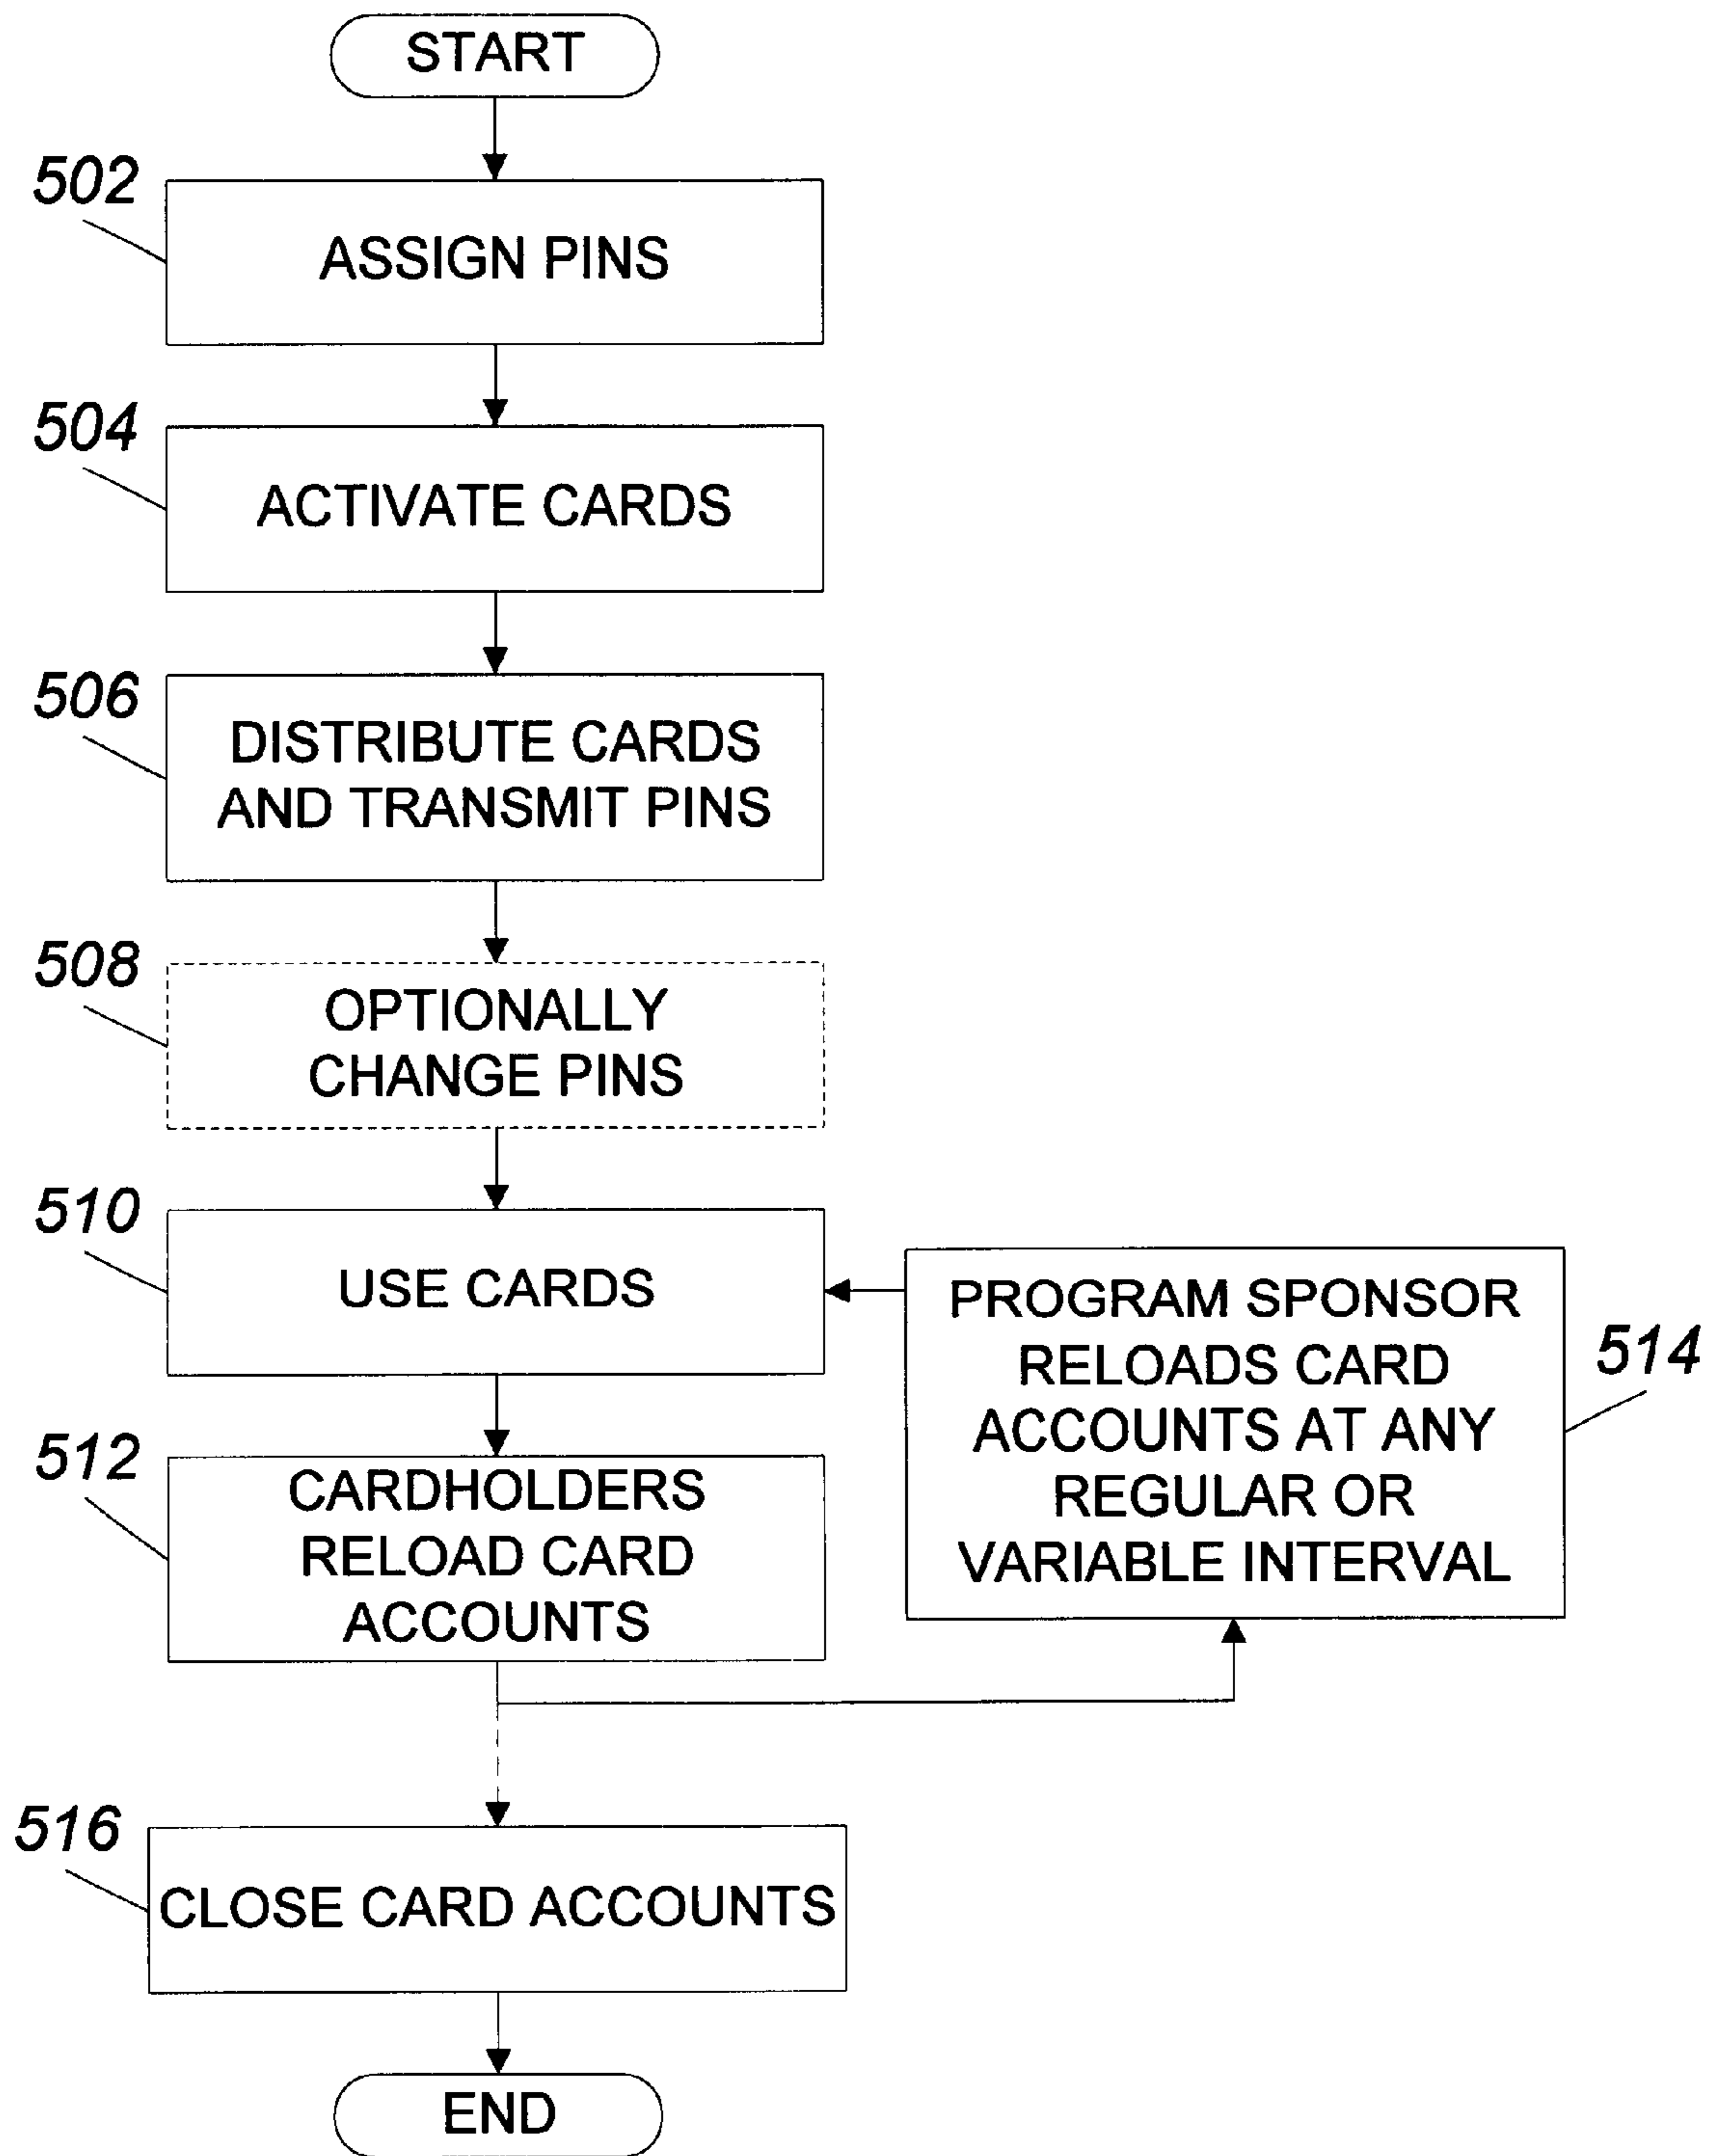 START
502
ASSIGN PINS
504
ACTIVATE CARDS
506
DISTRIBUTE CARDS
AND TRANSMIT PINS
508
OPTIONALLY
CHANGE PINS
510
USE CARDS
PROGRAM SPONSOR
RELOADS CARD
ACCOUNTS AT ANY
REGULAR OR
VARIABLE INTERVAL
514
512
CARDHOLDERS
RELOAD CARD
ACCOUNTS
516
CLOSE CARD ACCOUNTS
END